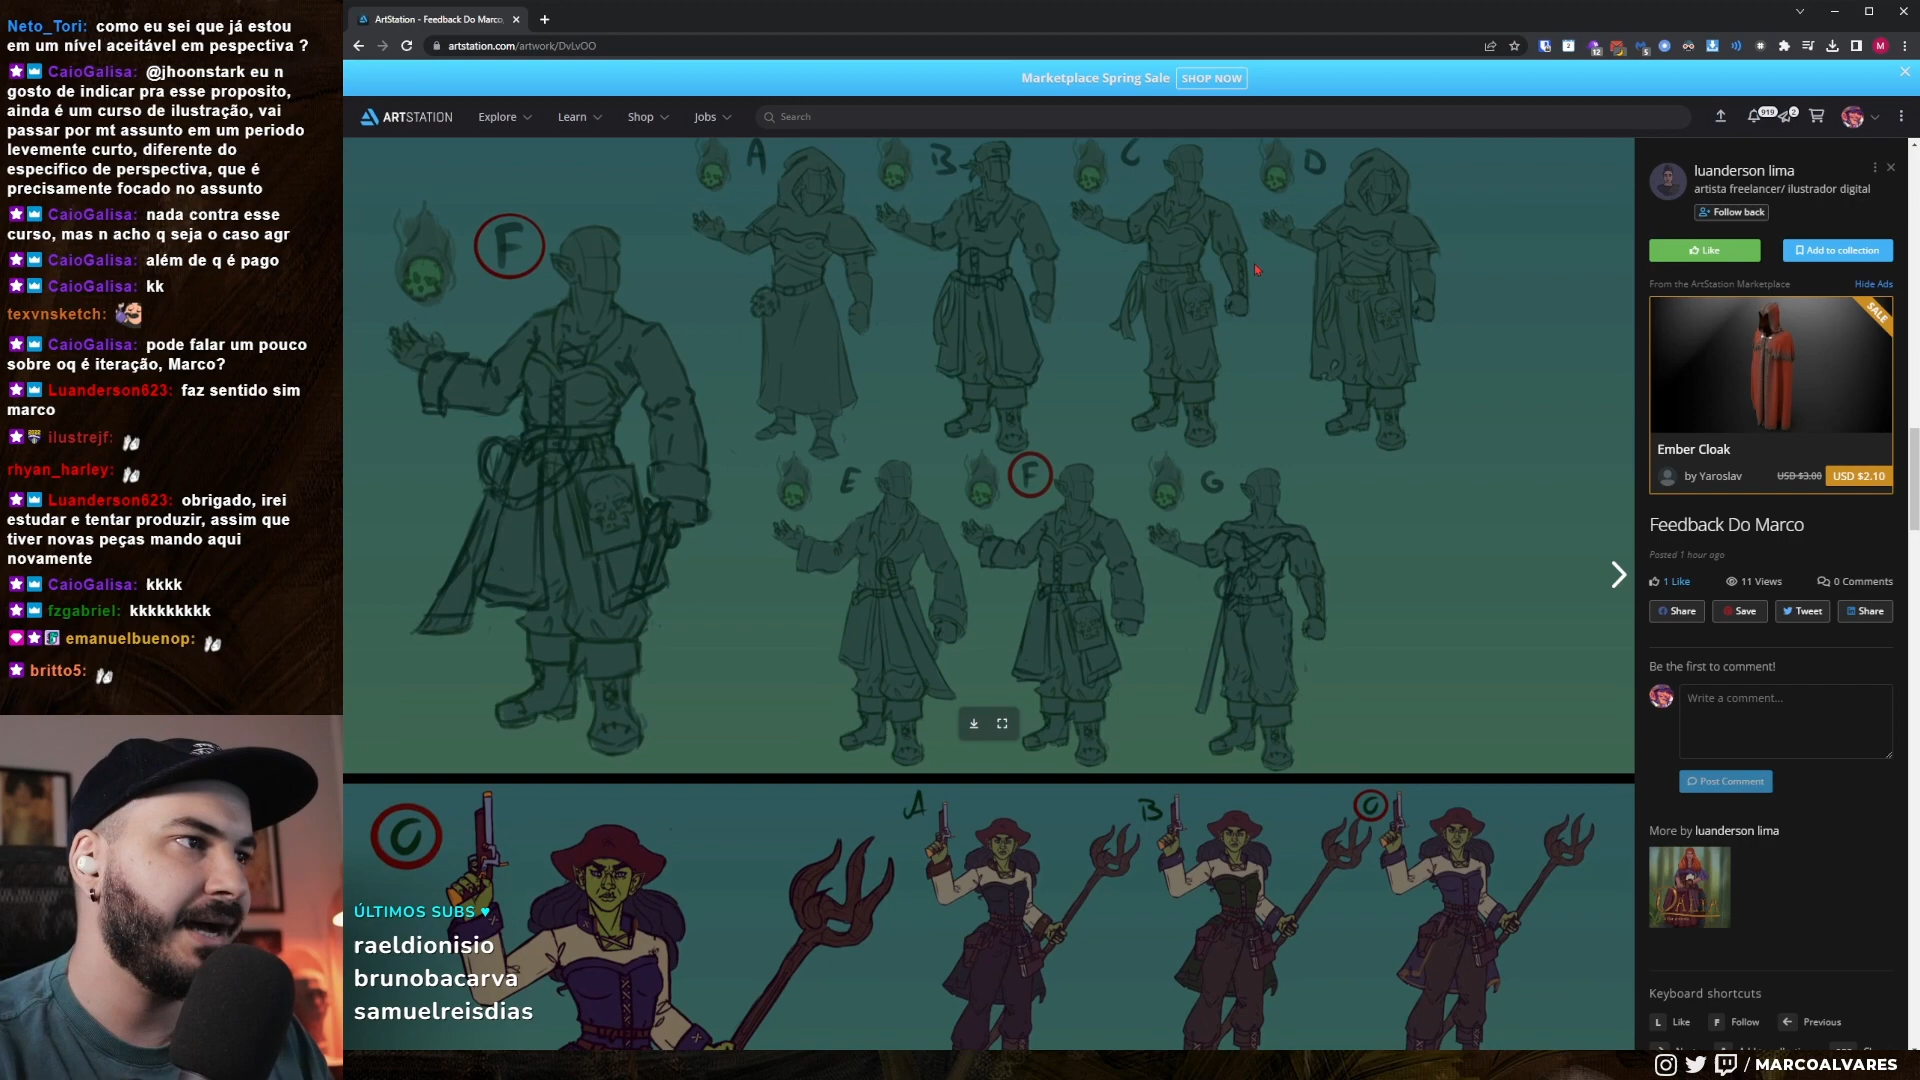 Neto_Tori: como eu sei que já estou
em um nível aceitável em pespectiva ?
CaioGalisa: @jhoonstark eu n
gosto de indicar pra esse proposito,
ainda é um curso de ilustração, vai
passar por mt assunto em um periodo
levemente curto, diferente do
especifico de perspectiva, que é
precisamente focado no assunto
CaioGalisa: nada contra esse
curso, mas n acho q seja o caso agr
CaioGalisa: além de q é pago
CaioGalisa: kk
texvnsketch:
CaioGalisa: pode falar um pouco
sobre oq é iteração, Marco?
Luanderson623: faz sentido sim
marco
ilustrejf:
rhyan_harley:
Luanderson623: obrigado, irei
estudar e tentar produzir, assim que
tiver novas peças mando aqui
novamente
CaioGalisa: kkkk
fzgabriel: kkkkkkkkk
emanuelbuenop:
britto5:
ArtStation - Feedback Do Marco
artstation.com/artwork/DvLvOO
Marketplace Spring Sale SHOP NOW
ARTSTATION Explore Learn Shop Jobs Search 919 2
A B C D
F
E F G
C A B C
ÚLTIMOS SUBS ♥
raeldionisio
brunobacarva
samuelreisdias
luanderson lima
artista freelancer/ ilustrador digital
Follow back
Like Add to collection
From the ArtStation Marketplace Hide Ads
SALE
Ember Cloak
by Yaroslav USD $3.00 USD $2.10
Feedback Do Marco
Posted 1 hour ago
1 Like 11 Views 0 Comments
Share Save Tweet Share
Be the first to comment!
Write a comment...
Post Comment
More by luanderson lima
Keyboard shortcuts
L Like F Follow Previous
/ MARCOALVARES